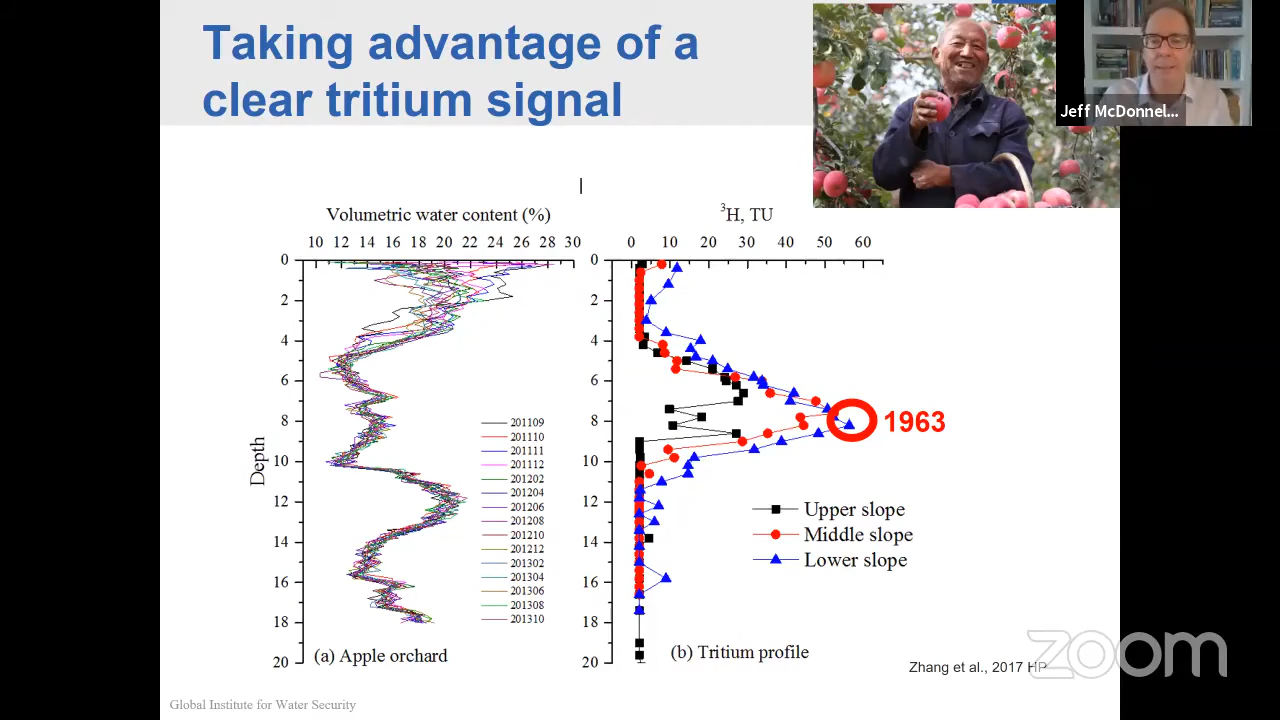 Taking advantage of a
clear tritium signal
Jeff McDonnel...
Volumetric water content (%)
10 12 14 16 18 20 22 24 26 28 30
0
2
4
6
8
10
12
14
16
18
20
Depth
201109
201110
201111
201112
201202
201204
201206
201208
201210
201212
201302
201304
201306
201308
201310
(a) Apple orchard
³H, TU
0 10 20 30 40 50 60
0
2
4
6
8
10
12
14
16
18
20
1963
Upper slope
Middle slope
Lower slope
(b) Tritium profile
Zhang et al., 2017 HP
zoom
Global Institute for Water Security